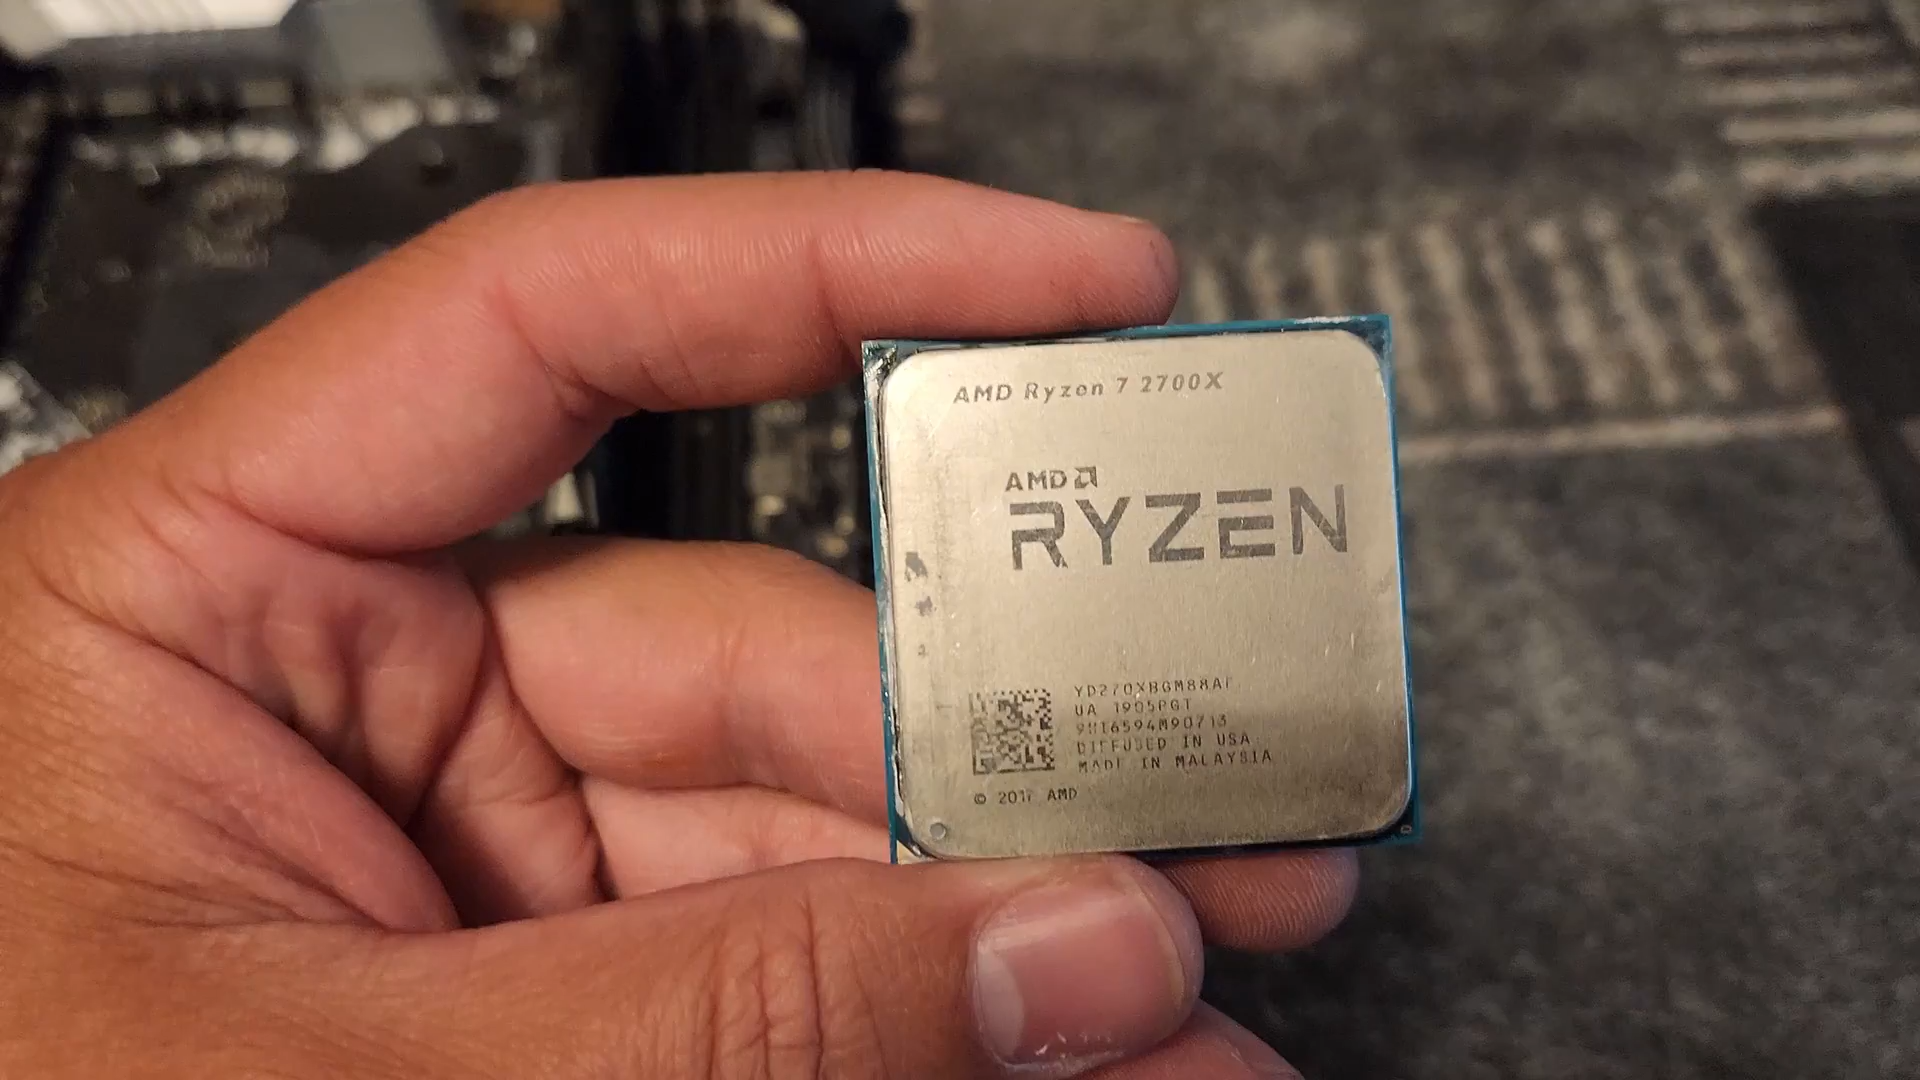 AMD Ryzen 7 2700X
AMD
RYZEN
YD270XBGM88AF
UA 1905PGT
9HI6594M90713
DIFFUSED IN USA
MADE IN MALAYSIA
© 2017 AMD